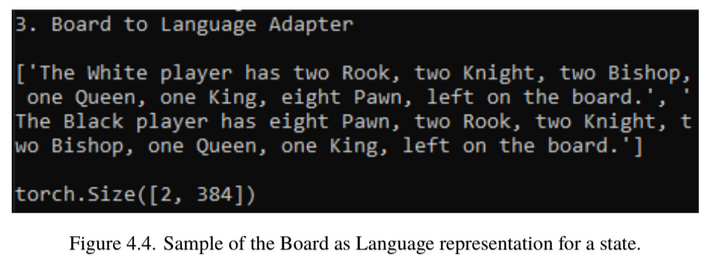 3. Board to Language Adapter
['The White player has two Rook, two Knight, two Bishop,
one Queen, one King, eight Pawn, left on the board.', '
The Black player has eight Pawn, two Rook, two Knight, t
wo Bishop, one Queen, one King, left on the board.']
torch.Size([2, 384])
Figure 4.4. Sample of the Board as Language representation for a state.